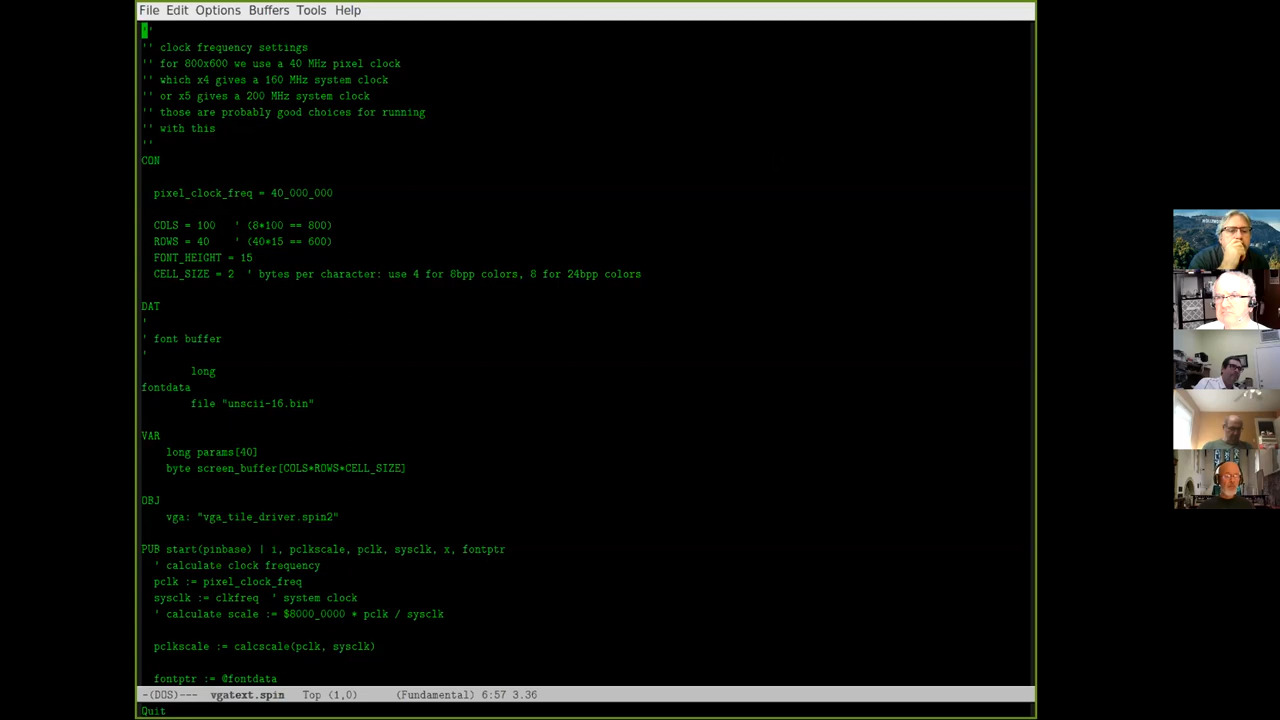 File Edit Options Buffers Tools Help
''
'' clock frequency settings
'' for 800x600 we use a 40 MHz pixel clock
'' which x4 gives a 160 MHz system clock
'' or x5 gives a 200 MHz system clock
'' those are probably good choices for running
'' with this
''
CON
pixel_clock_freq = 40_000_000
COLS = 100 ' (8*100 == 800)
ROWS = 40 ' (40*15 == 600)
FONT_HEIGHT = 15
CELL_SIZE = 2 ' bytes per character: use 4 for 8bpp colors, 8 for 24bpp colors
DAT
'
' font buffer
'
long
fontdata
file "unscii-16.bin"
VAR
long params[40]
byte screen_buffer[COLS*ROWS*CELL_SIZE]
OBJ
vga: "vga_tile_driver.spin2"
PUB start(pinbase) | i, pclkscale, pclk, sysclk, x, fontptr
' calculate clock frequency
pclk := pixel_clock_freq
sysclk := clkfreq ' system clock
' calculate scale := $8000_0000 * pclk / sysclk
pclkscale := calcscale(pclk, sysclk)
fontptr := @fontdata
-(DOS)--- vgatext.spin Top (1,0) (Fundamental) 6:57 3.36
Quit